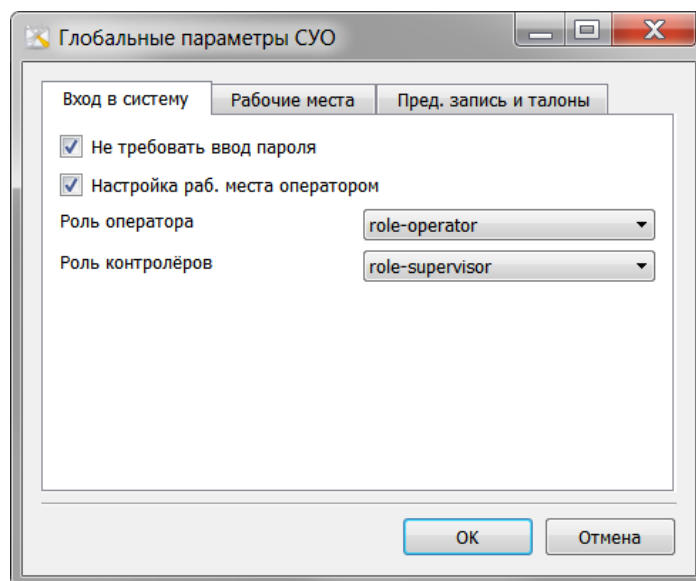 Глобальные параметры СУО
Вход в систему Рабочие места Пред. запись и талоны
Не требовать ввод пароля
Настройка раб. места оператором
Роль оператора role-operator
Роль контролёров role-supervisor
OK Отмена